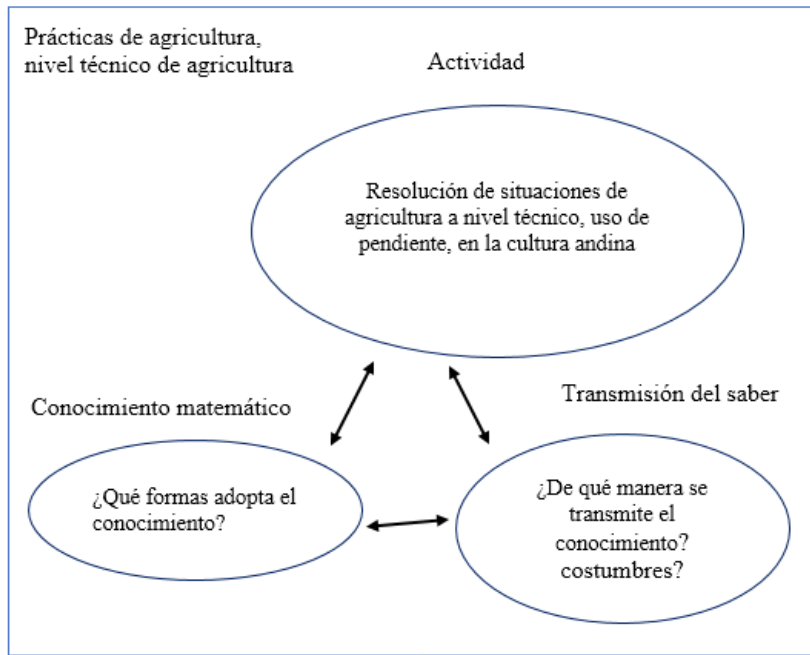 Prácticas de agricultura,
nivel técnico de agricultura
Actividad
Resolución de situaciones de
agricultura a nivel técnico, uso de
pendiente, en la cultura andina
Conocimiento matemático
Transmisión del saber
¿Qué formas adopta el
conocimiento?
¿De qué manera se
transmite el
conocimiento?
costumbres?